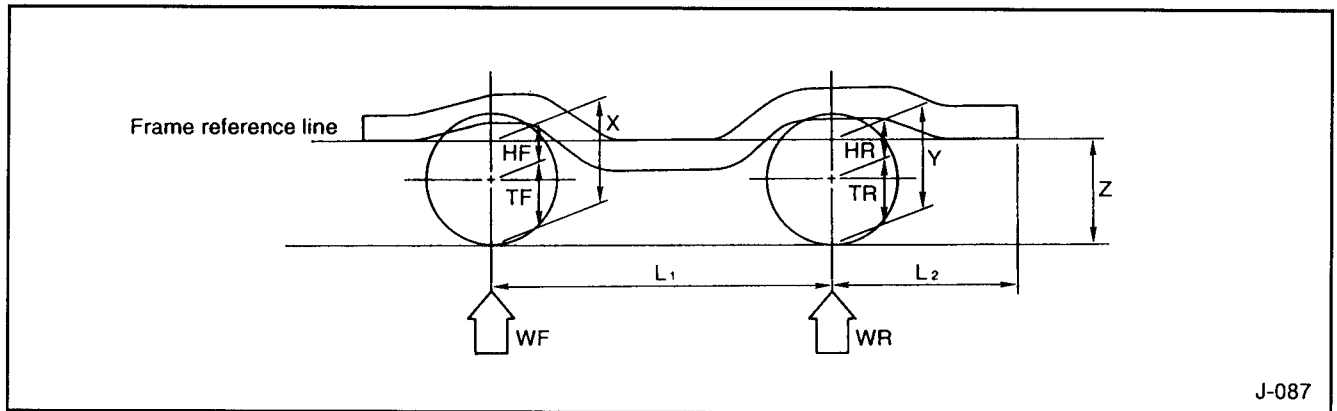 Frame reference line
X
HF
TF
HR
Y
TR
Z
L₁
L₂
WF
WR
J-087